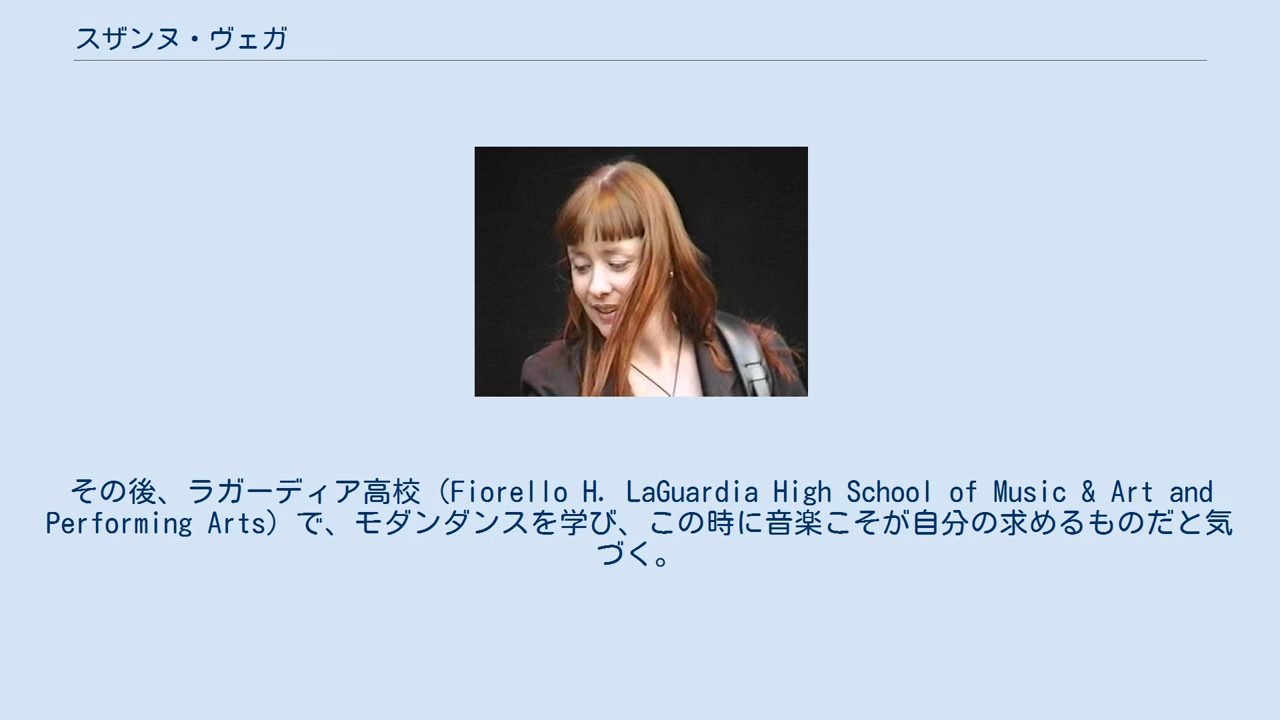 スザンヌ・ヴェガ
その後、ラガーディア高校（Fiorello H. LaGuardia High School of Music & Art and
Performing Arts）で、モダンダンスを学び、この時に音楽こそが自分の求めるものだと気
づく。